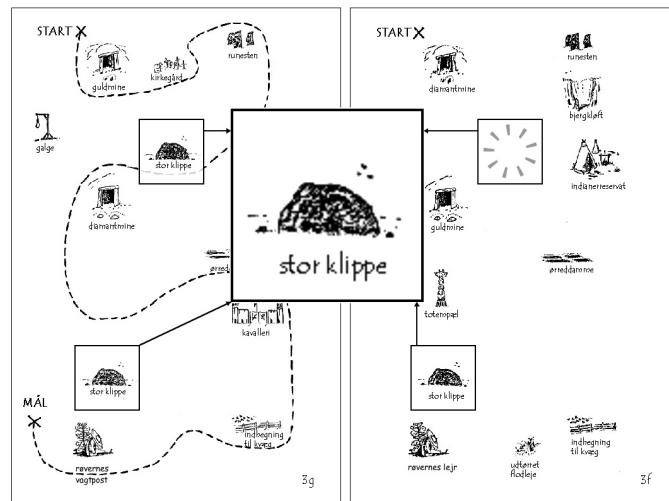 START
guldmine
kirkegård
runesten
galge
stor klippe
diamantmine
stor klippe
kavalleri
stor klippe
MÅL
røvernes
vagtpost
indhegning
til kvæg
3g
START
diamantmine
runesten
bjergkløft
indianerreservat
guldmine
ørreddamme
totempæl
stor klippe
røvernes lejr
udtørret
flodleje
indhegning
til kvæg
3f